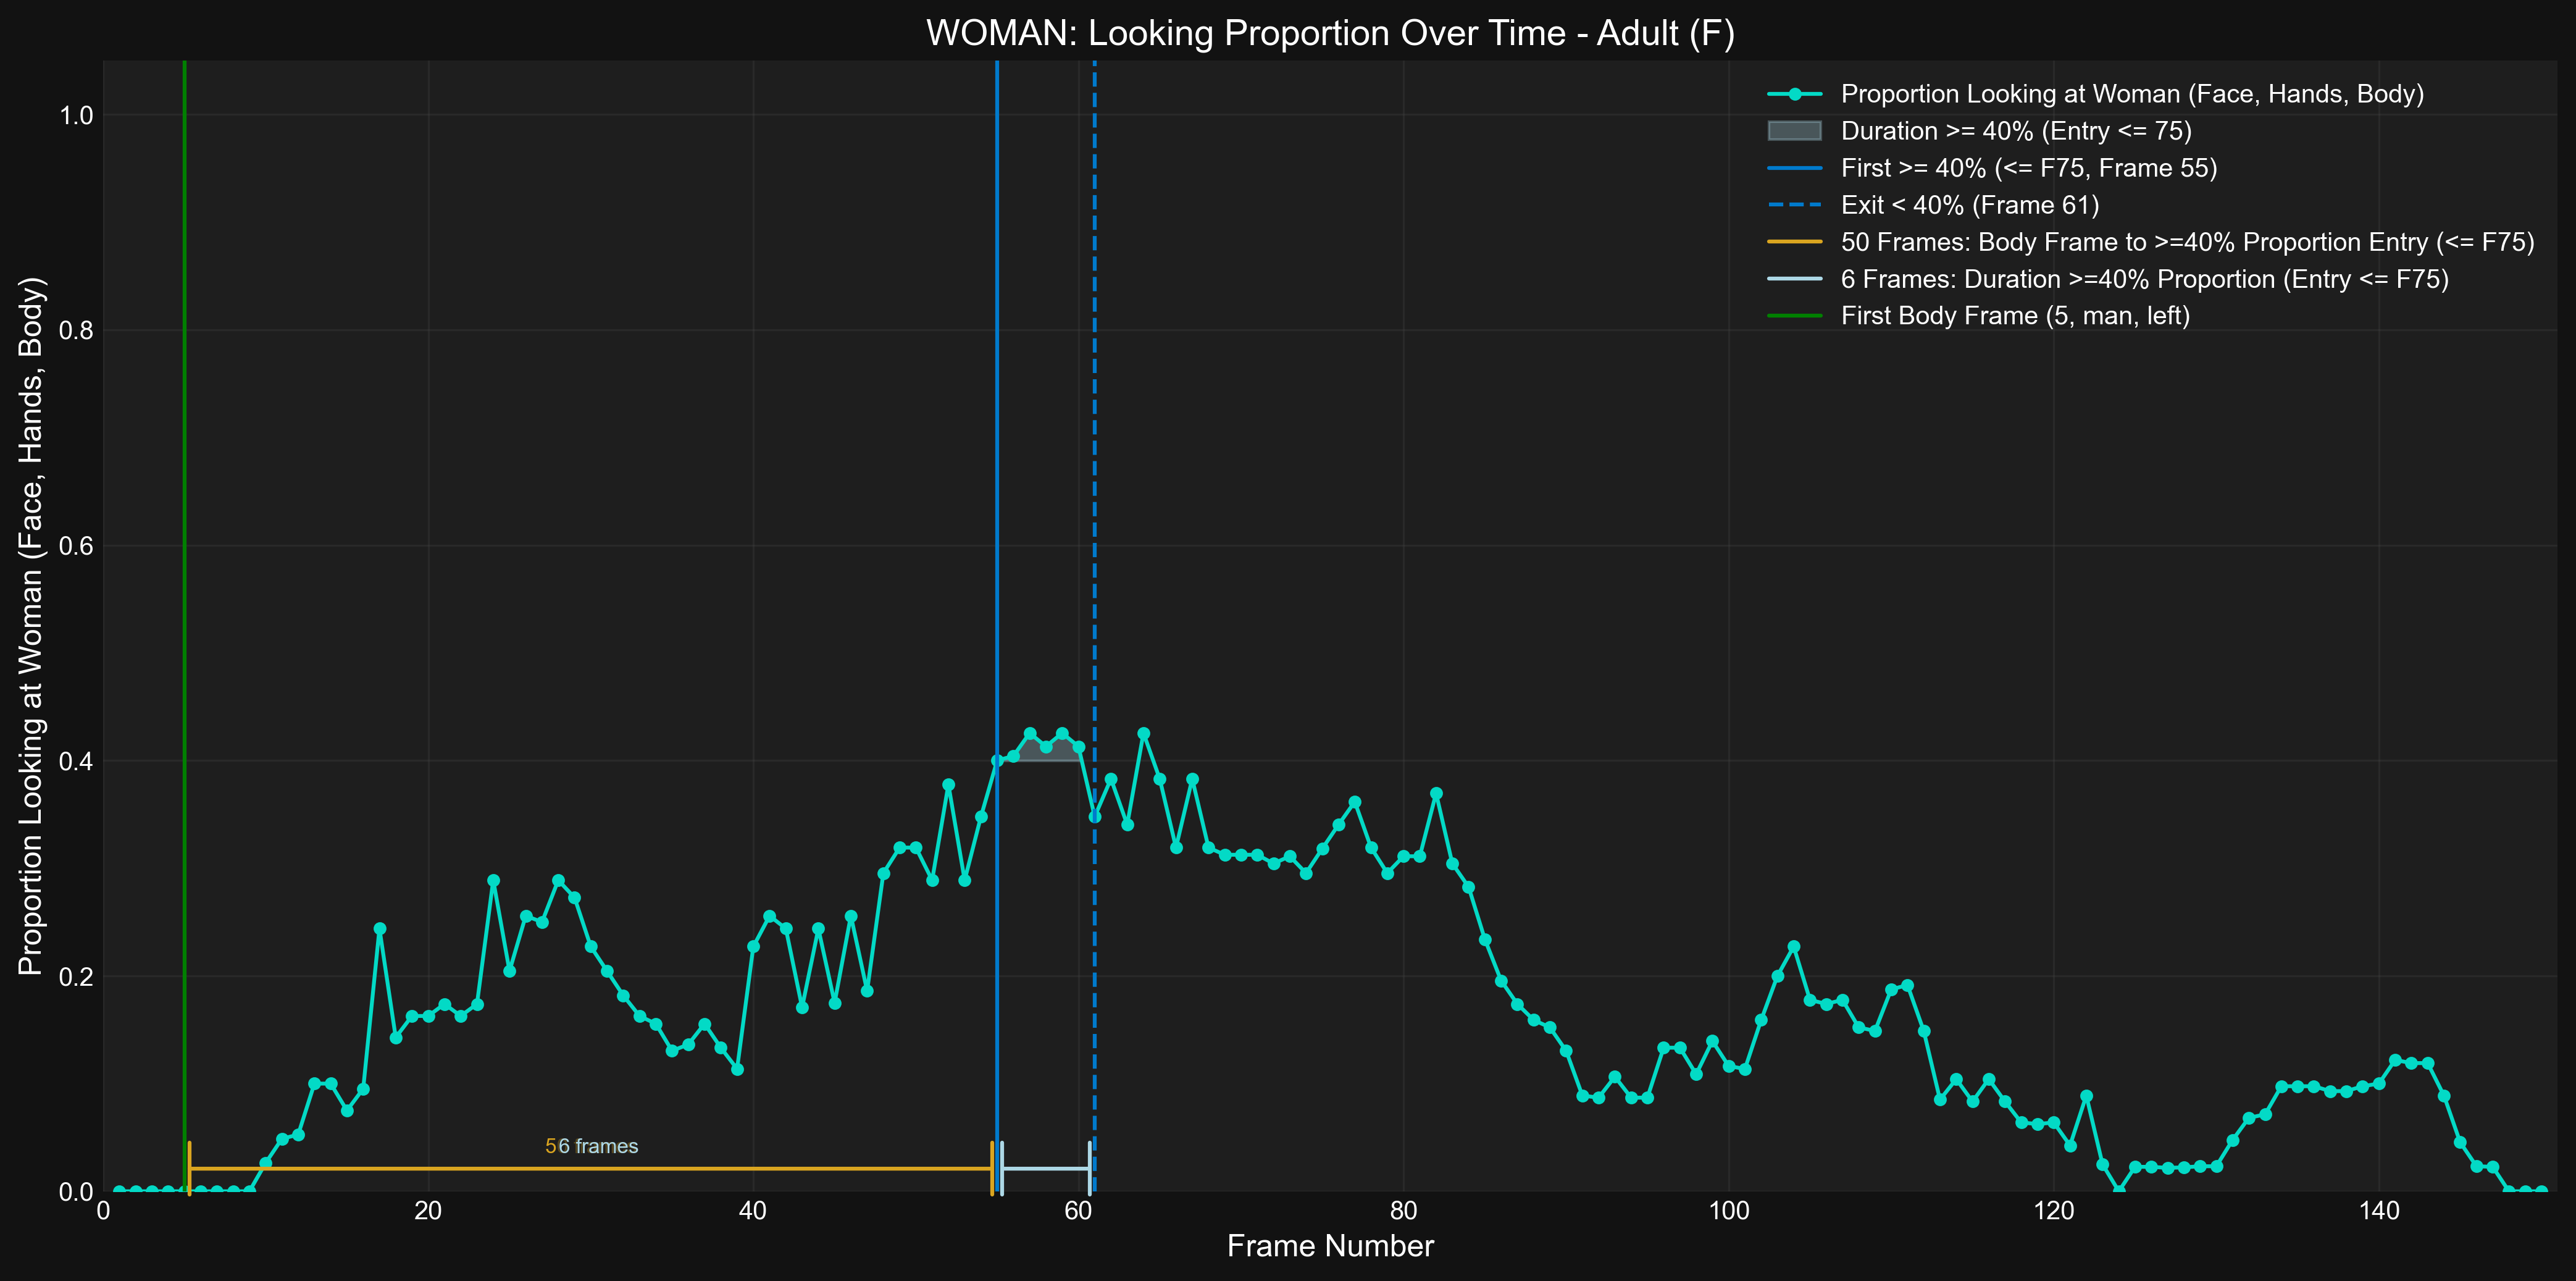 WOMAN: Looking Proportion Over Time - Adult (F)
Proportion Looking at Woman (Face, Hands, Body)
1.0
0.8
0.6
0.4
0.2
0.0
Proportion Looking at Woman (Face, Hands, Body)
Duration >= 40% (Entry <= 75)
First >= 40% (<= F75, Frame 55)
Exit < 40% (Frame 61)
50 Frames: Body Frame to >=40% Proportion Entry (<= F75)
6 Frames: Duration >=40% Proportion (Entry <= F75)
First Body Frame (5, man, left)
6 frames
0 20 40 60 80 100 120 140
Frame Number